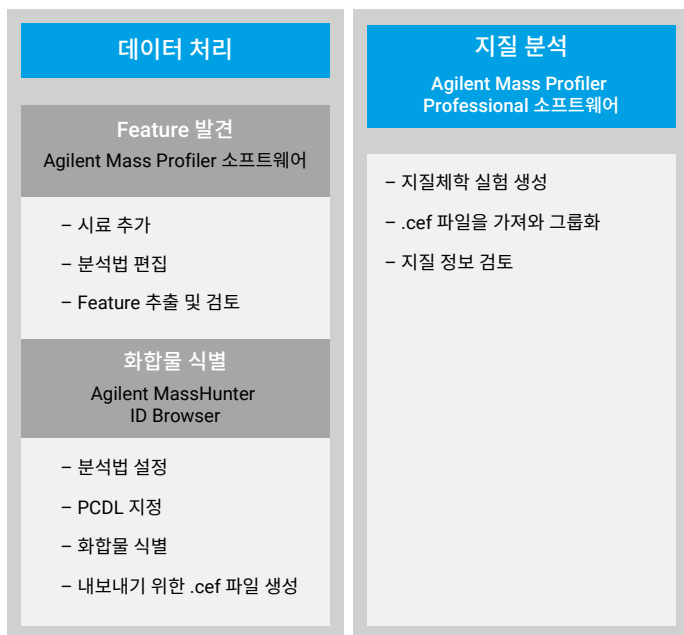 데이터 처리
Feature 발견
Agilent Mass Profiler 소프트웨어
– 시료 추가
– 분석법 편집
– Feature 추출 및 검토
화합물 식별
Agilent MassHunter
ID Browser
– 분석법 설정
– PCDL 지정
– 화합물 식별
– 내보내기 위한 .cef 파일 생성
지질 분석
Agilent Mass Profiler
Professional 소프트웨어
– 지질체학 실험 생성
– .cef 파일을 가져와 그룹화
– 지질 정보 검토